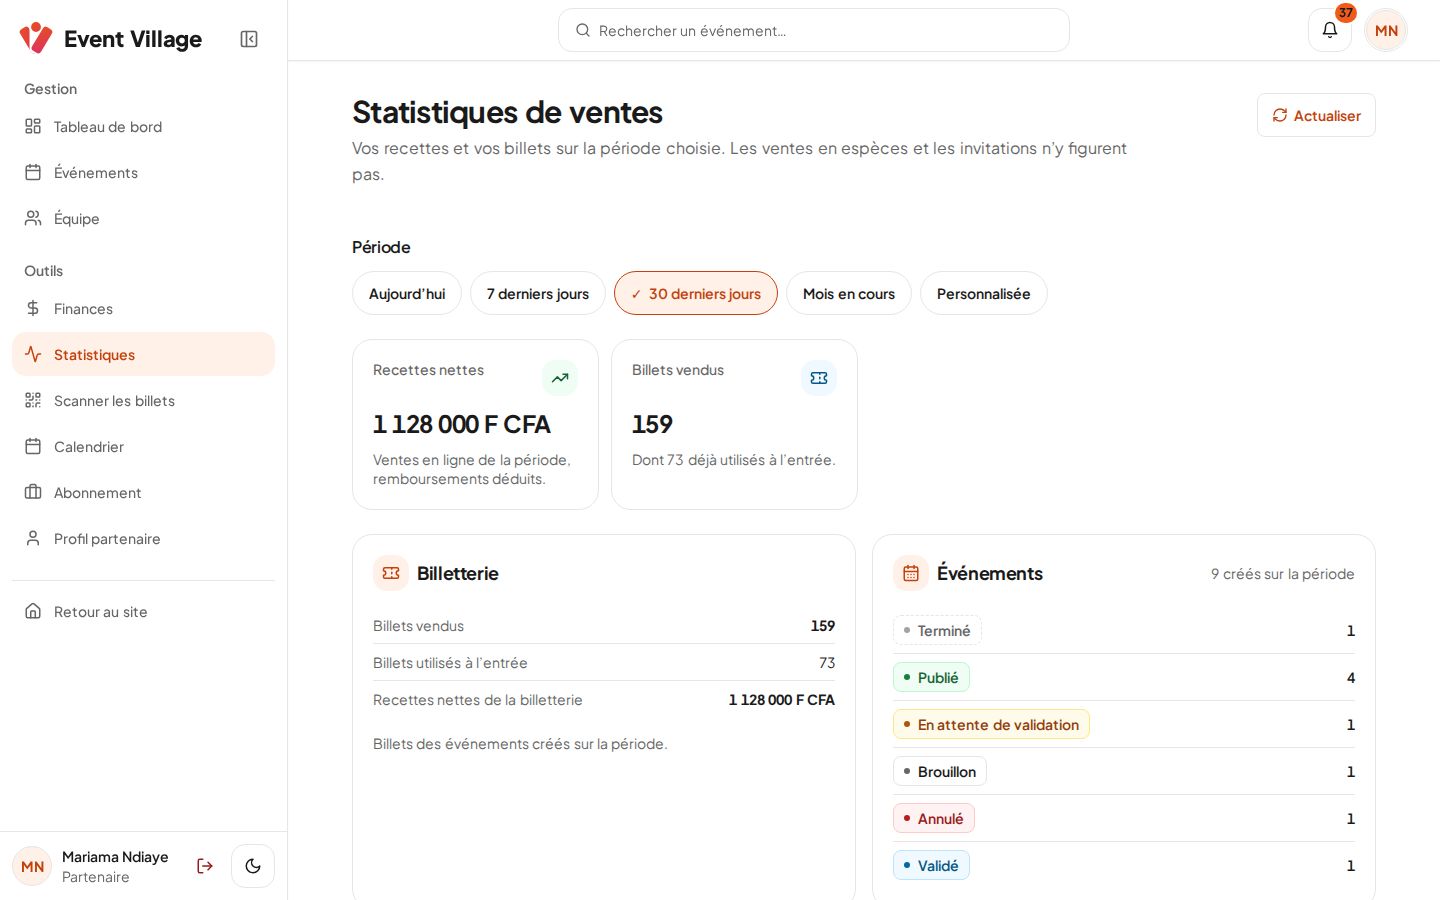 Event Village
Rechercher un événement...
37
MN
Gestion
Tableau de bord
Événements
Équipe
Outils
Finances
Statistiques
Scanner les billets
Calendrier
Abonnement
Profil partenaire
Retour au site
MN
Mariama Ndiaye
Partenaire
Statistiques de ventes
Actualiser
Vos recettes et vos billets sur la période choisie. Les ventes en espèces et les invitations n’y figurent
pas.
Période
Aujourd’hui
7 derniers jours
✓ 30 derniers jours
Mois en cours
Personnalisée
Recettes nettes
1 128 000 F CFA
Ventes en ligne de la période,
remboursements déduits.
Billets vendus
159
Dont 73 déjà utilisés à l’entrée.
Billetterie
Billets vendus 159
Billets utilisés à l’entrée 73
Recettes nettes de la billetterie 1 128 000 F CFA
Billets des événements créés sur la période.
Événements 9 créés sur la période
Terminé 1
Publié 4
En attente de validation 1
Brouillon 1
Annulé 1
Validé 1